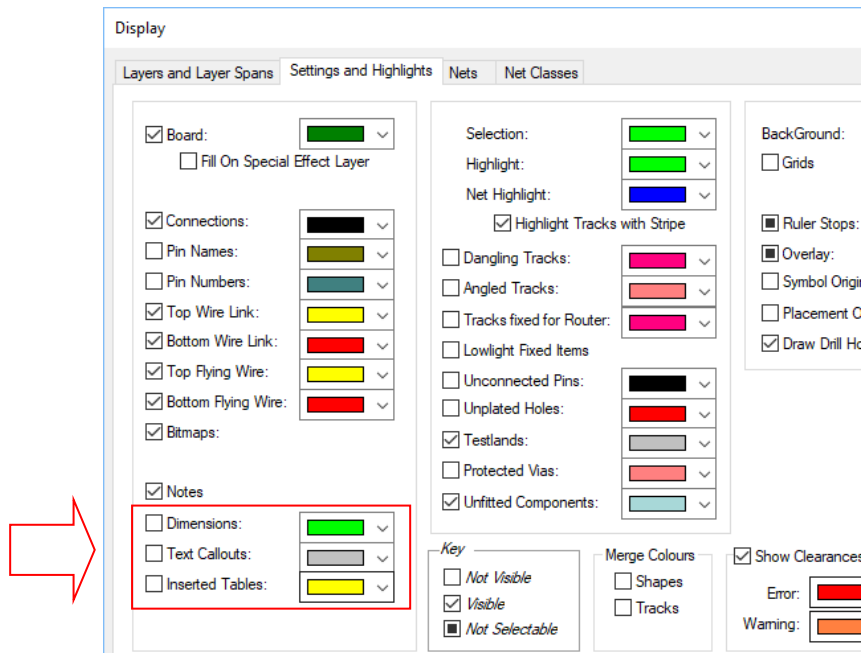 Display
Layers and Layer Spans
Settings and Highlights
Nets
Net Classes
Board:
Fill On Special Effect Layer
Connections:
Pin Names:
Pin Numbers:
Top Wire Link:
Bottom Wire Link:
Top Flying Wire:
Bottom Flying Wire:
Bitmaps:
Notes
Dimensions:
Text Callouts:
Inserted Tables:
Selection:
Highlight:
Net Highlight:
Highlight Tracks with Stripe
Dangling Tracks:
Angled Tracks:
Tracks fixed for Router:
Lowlight Fixed Items
Unconnected Pins:
Unplated Holes:
Testlands:
Protected Vias:
Unfitted Components:
Key
Not Visible
Visible
Not Selectable
Merge Colours
Shapes
Tracks
BackGround:
Grids
Ruler Stops:
Overlay:
Symbol Origi
Placement O
Draw Drill Ho
Show Clearances
Error:
Warning: